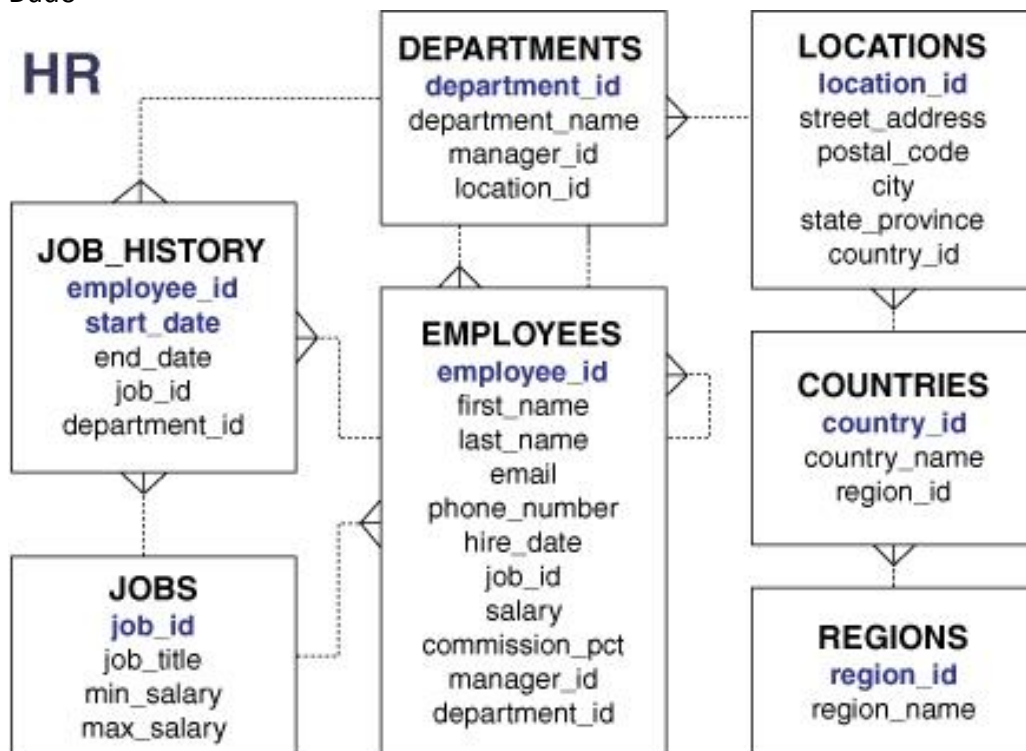 HR
DEPARTMENTS
department_id
department_name
manager_id
location_id
LOCATIONS
location_id
street_address
postal_code
city
state_province
country_id
JOB_HISTORY
employee_id
start_date
end_date
job_id
department_id
EMPLOYEES
employee_id
first_name
last_name
email
phone_number
hire_date
job_id
salary
commission_pct
manager_id
department_id
COUNTRIES
country_id
country_name
region_id
JOBS
job_id
job_title
min_salary
max_salary
REGIONS
region_id
region_name